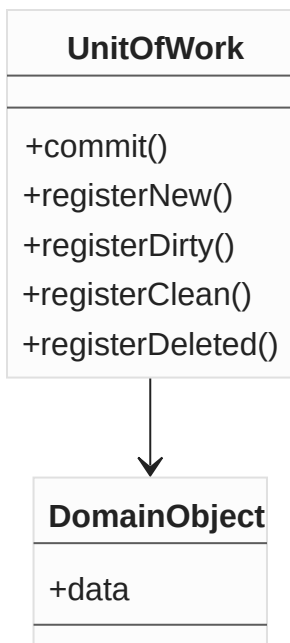 UnitOfWork
+commit()
+registerNew()
+registerDirty()
+registerClean()
+registerDeleted()
DomainObject
+data